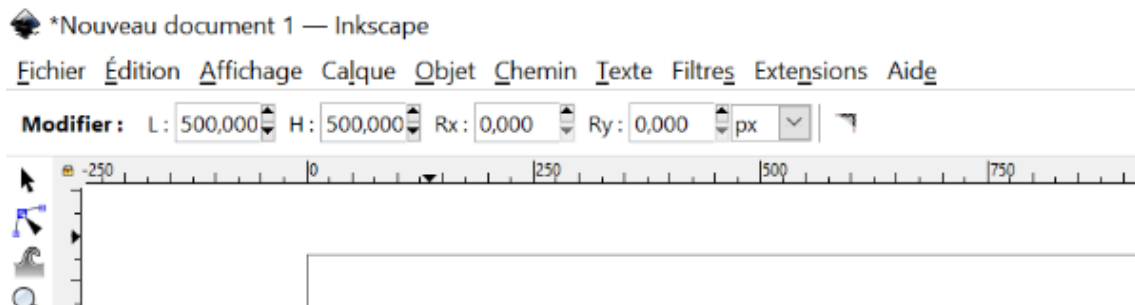 *Nouveau document 1 — Inkscape
Fichier Édition Affichage Calque Objet Chemin Texte Filtres Extensions Aide
Modifier : L : 500,000 H : 500,000 Rx : 0,000 Ry : 0,000 px
-250 0 250 500 750